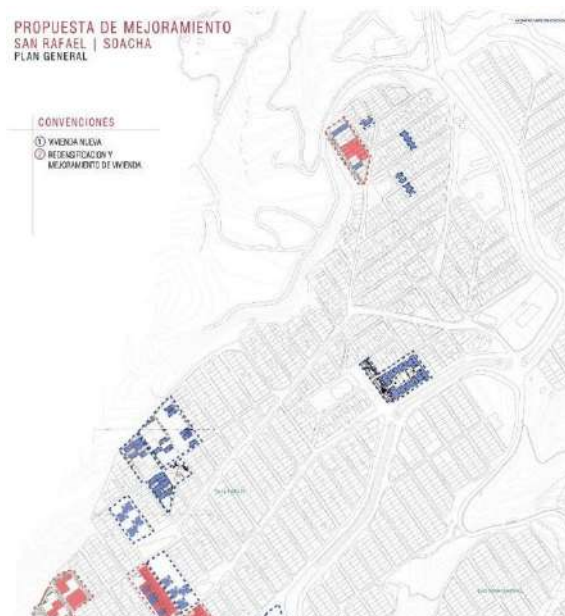 PROPUESTA DE MEJORAMIENTO
SAN RAFAEL | SOACHA
PLAN GENERAL
CONVENCIONES
1 VIVIENDA NUEVA
2 REDENSIFICACION Y
MEJORAMIENTO DE VIVIENDA